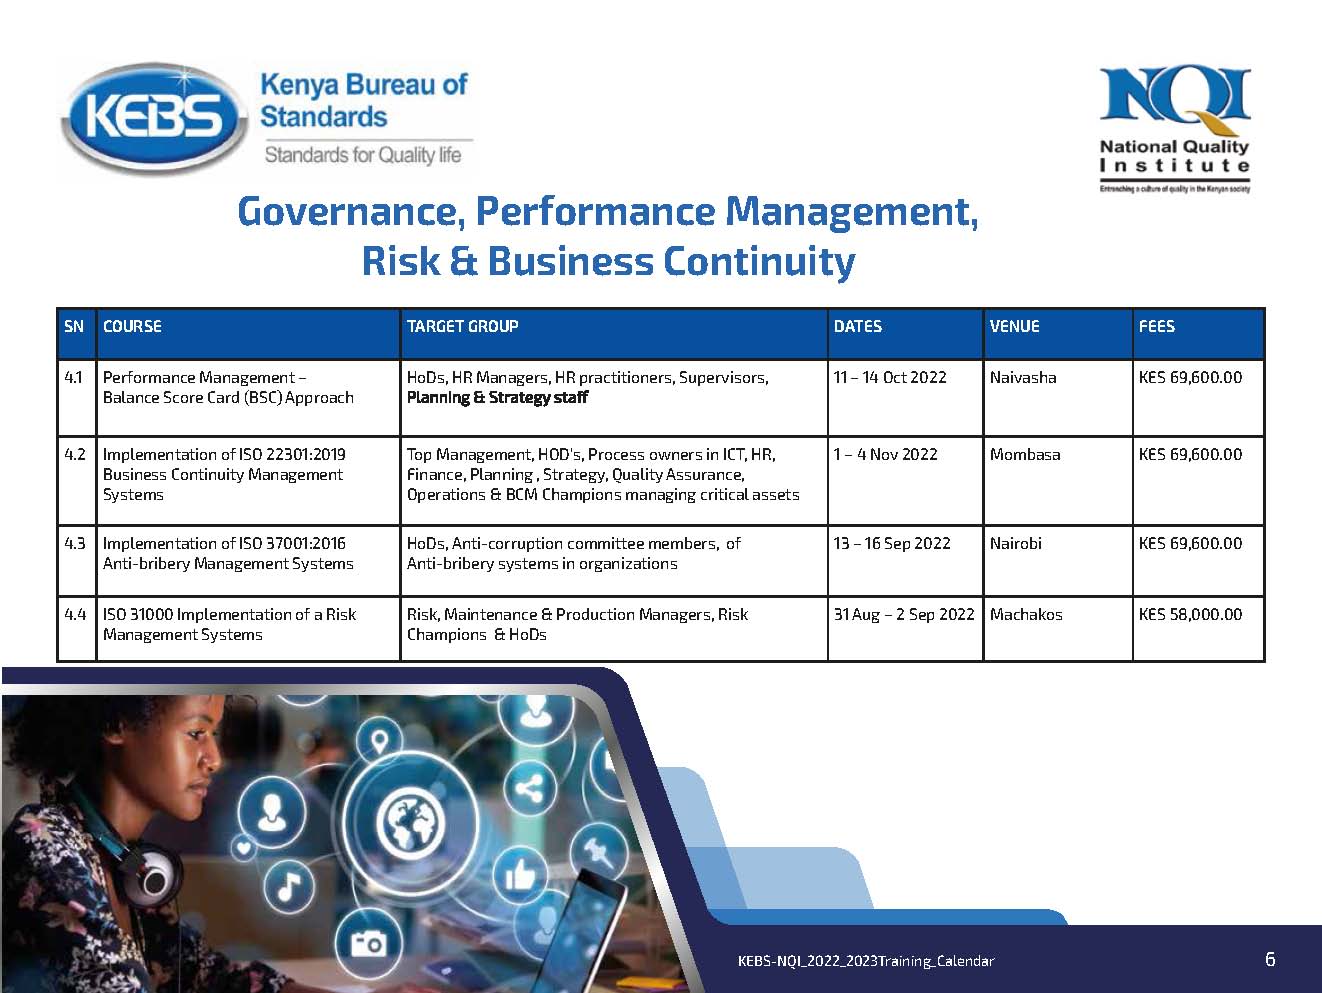 KEBS
Kenya Bureau of
Standards
Standards for Quality life
NQI
National Quality
Institute
Entrenching a culture of quality in the Kenyan society
Governance, Performance Management,
Risk & Business Continuity
SN COURSE TARGET GROUP DATES VENUE FEES
4.1 Performance Management – HoDs, HR Managers, HR practitioners, Supervisors, 11 – 14 Oct 2022 Naivasha KES 69,600.00
Balance Score Card (BSC) Approach Planning & Strategy staff
4.2 Implementation of ISO 22301:2019 Top Management, HOD's, Process owners in ICT, HR, 1 – 4 Nov 2022 Mombasa KES 69,600.00
Business Continuity Management Finance, Planning , Strategy, Quality Assurance,
Systems Operations & BCM Champions managing critical assets
4.3 Implementation of ISO 37001:2016 HoDs, Anti-corruption committee members, of 13 – 16 Sep 2022 Nairobi KES 69,600.00
Anti-bribery Management Systems Anti-bribery systems in organizations
4.4 ISO 31000 Implementation of a Risk Risk, Maintenance & Production Managers, Risk 31 Aug – 2 Sep 2022 Machakos KES 58,000.00
Management Systems Champions & HoDs
KEBS-NQI_2022_2023Training_Calendar 6